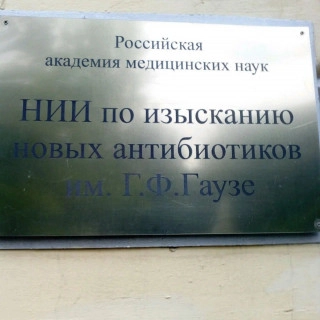 Российская
академия медицинских наук
НИИ по изысканию
новых антибиотиков
им. Г.Ф.Гаузе